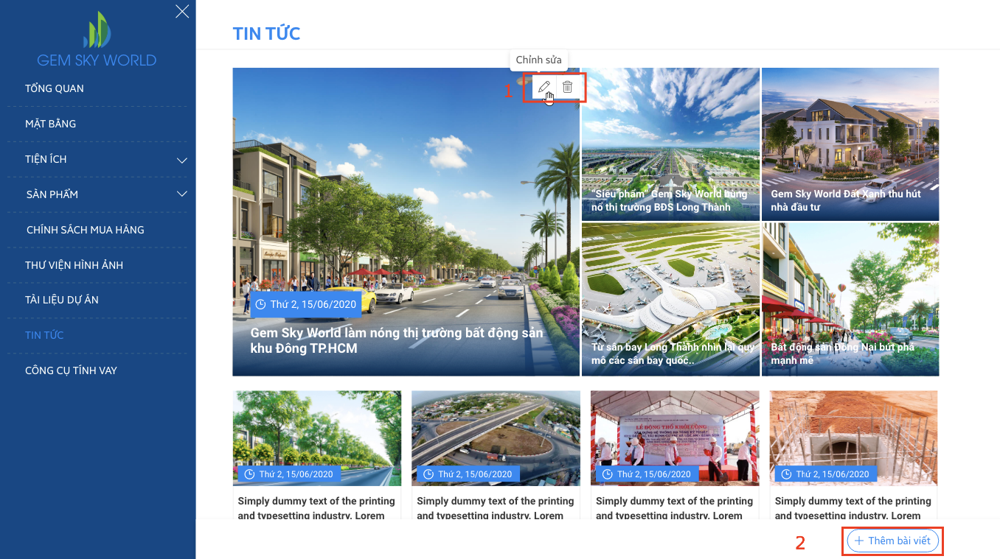 GEM SKY WORLD
TỔNG QUAN
MẶT BẰNG
TIỆN ÍCH
SẢN PHẨM
CHÍNH SÁCH MUA HÀNG
THƯ VIỆN HÌNH ẢNH
TÀI LIỆU DỰ ÁN
TIN TỨC
CÔNG CỤ TÍNH VAY
TIN TỨC
Chỉnh sửa
1
Thứ 2, 15/06/2020
Gem Sky World làm nóng thị trường bất động sản
khu Đông TP.HCM
“Siêu phẩm” Gem Sky World bùng
nổ thị trường BĐS Long Thành
Gem Sky World Đất Xanh thu hút
nhà đầu tư
Từ sân bay Long Thành nhìn lại quy
mô các sân bay quốc..
Bất động sản Đồng Nai bứt phá
mạnh mẽ
LỄ ĐỘNG THỔ KHỞI CÔNG
Thứ 2, 15/06/2020
Thứ 2, 15/06/2020
Thứ 2, 15/06/2020
Thứ 2, 15/06/2020
Simply dummy text of the printing
and typesetting industry. Lorem
Simply dummy text of the printing
and typesetting industry. Lorem
Simply dummy text of the printing
and typesetting industry. Lorem
Simply dummy text of the printing
and typesetting industry. Lorem
2
Thêm bài viết